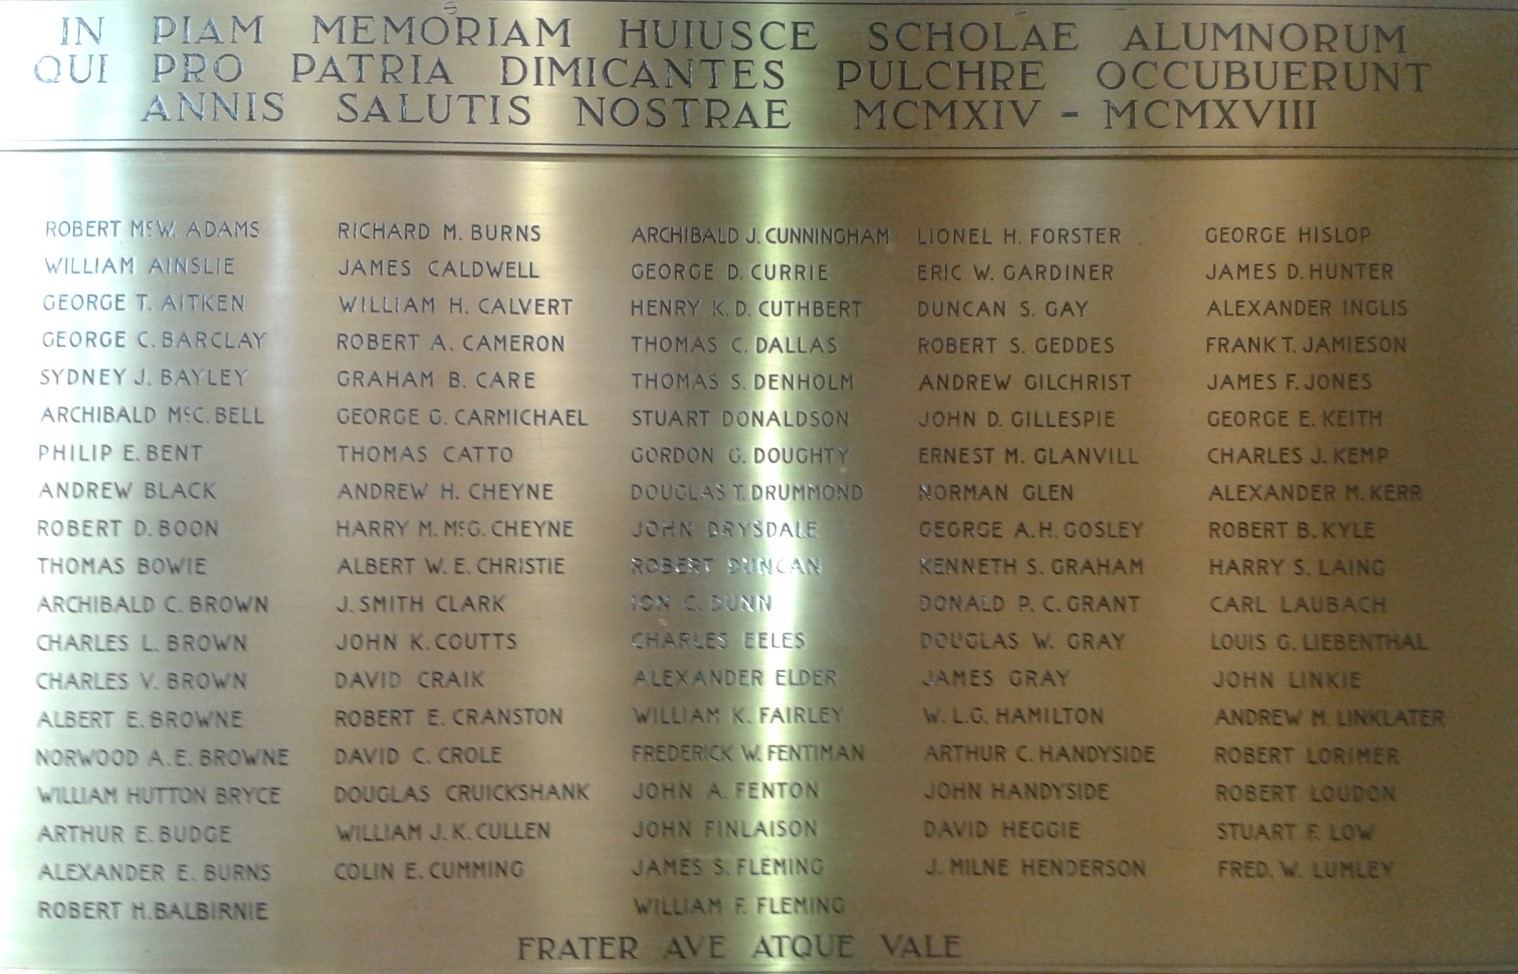 IN PIAM MEMORIAM HUIUSCE SCHOLAE ALUMNORUM
QUI PRO PATRIA DIMICANTES PULCHRE OCCUBUERUNT
ANNIS SALUTIS NOSTRAE MCMXIV - MCMXVIII
ROBERT McW. ADAMS
WILLIAM AINSLIE
GEORGE T. AITKEN
GEORGE C. BARCLAY
SYDNEY J. BAYLEY
ARCHIBALD McC. BELL
PHILIP E. BENT
ANDREW BLACK
ROBERT D. BOON
THOMAS BOWIE
ARCHIBALD C. BROWN
CHARLES L. BROWN
CHARLES V. BROWN
ALBERT E. BROWNE
NORWOOD A. E. BROWNE
WILLIAM HUTTON BRYCE
ARTHUR E. BUDGE
ALEXANDER E. BURNS
ROBERT H. BALBIRNIE
RICHARD M. BURNS
JAMES CALDWELL
WILLIAM H. CALVERT
ROBERT A. CAMERON
GRAHAM B. CARE
GEORGE G. CARMICHAEL
THOMAS CATTO
ANDREW H. CHEYNE
HARRY M. McG. CHEYNE
ALBERT W. E. CHRISTIE
J. SMITH CLARK
JOHN K. COUTTS
DAVID CRAIK
ROBERT E. CRANSTON
DAVID C. CROLE
DOUGLAS CRUICKSHANK
WILLIAM J. K. CULLEN
COLIN E. CUMMING
ARCHIBALD J. CUNNINGHAM
GEORGE D. CURRIE
HENRY K. D. CUTHBERT
THOMAS C. DALLAS
THOMAS S. DENHOLM
STUART DONALDSON
GORDON G. DOUGHTY
DOUGLAS T. DRUMMOND
JOHN DRYSDALE
ROBERT DUNCAN
ION C. DUNN
CHARLES EELES
ALEXANDER ELDER
WILLIAM K. FAIRLEY
FREDERICK W. FENTIMAN
JOHN A. FENTON
JOHN FINLAISON
JAMES S. FLEMING
WILLIAM F. FLEMING
LIONEL H. FORSTER
ERIC W. GARDINER
DUNCAN S. GAY
ROBERT S. GEDDES
ANDREW GILCHRIST
JOHN D. GILLESPIE
ERNEST M. GLANVILL
NORMAN GLEN
GEORGE A. H. GOSLEY
KENNETH S. GRAHAM
DONALD P. C. GRANT
DOUGLAS W. GRAY
JAMES GRAY
W. L. G. HAMILTON
ARTHUR C. HANDYSIDE
JOHN HANDYSIDE
DAVID HEGGIE
J. MILNE HENDERSON
GEORGE HISLOP
JAMES D. HUNTER
ALEXANDER INGLIS
FRANK T. JAMIESON
JAMES F. JONES
GEORGE E. KEITH
CHARLES J. KEMP
ALEXANDER M. KERR
ROBERT B. KYLE
HARRY S. LAING
CARL LAUBACH
LOUIS G. LIEBENTHAL
JOHN LINKIE
ANDREW M. LINKLATER
ROBERT LORIMER
ROBERT LOUDON
STUART F. LOW
FRED. W. LUMLEY
FRATER AVE ATQUE VALE